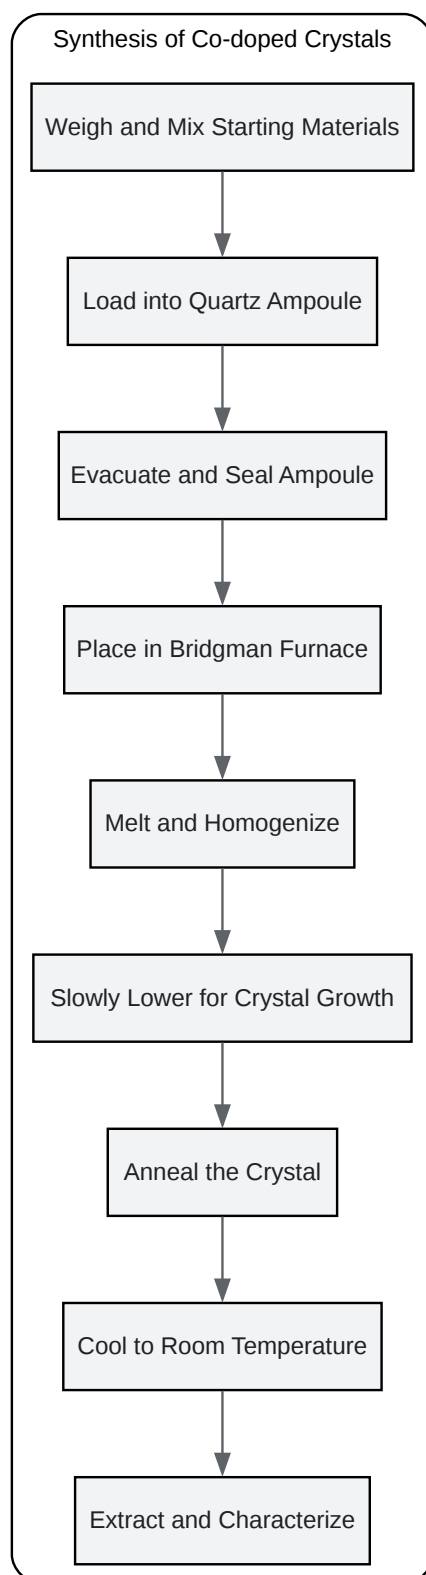 Synthesis of Co-doped Crystals
Weigh and Mix Starting Materials
Load into Quartz Ampoule
Evacuate and Seal Ampoule
Place in Bridgman Furnace
Melt and Homogenize
Slowly Lower for Crystal Growth
Anneal the Crystal
Cool to Room Temperature
Extract and Characterize